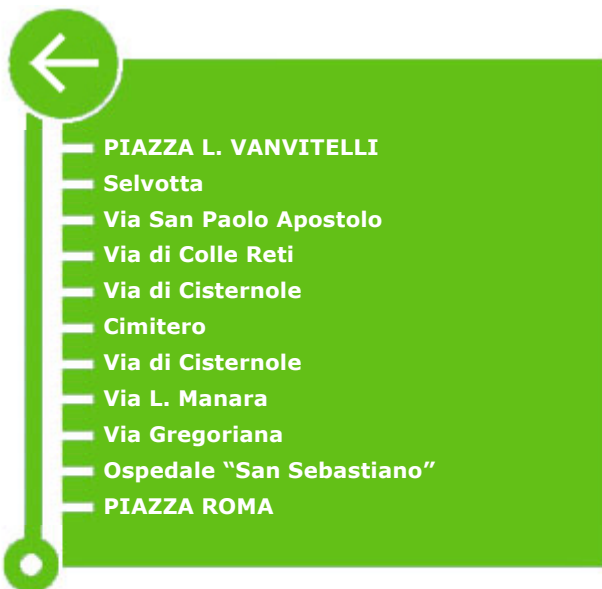 PIAZZA L. VANVITELLI
Selvotta
Via San Paolo Apostolo
Via di Colle Reti
Via di Cisternole
Cimitero
Via di Cisternole
Via L. Manara
Via Gregoriana
Ospedale “San Sebastiano”
PIAZZA ROMA